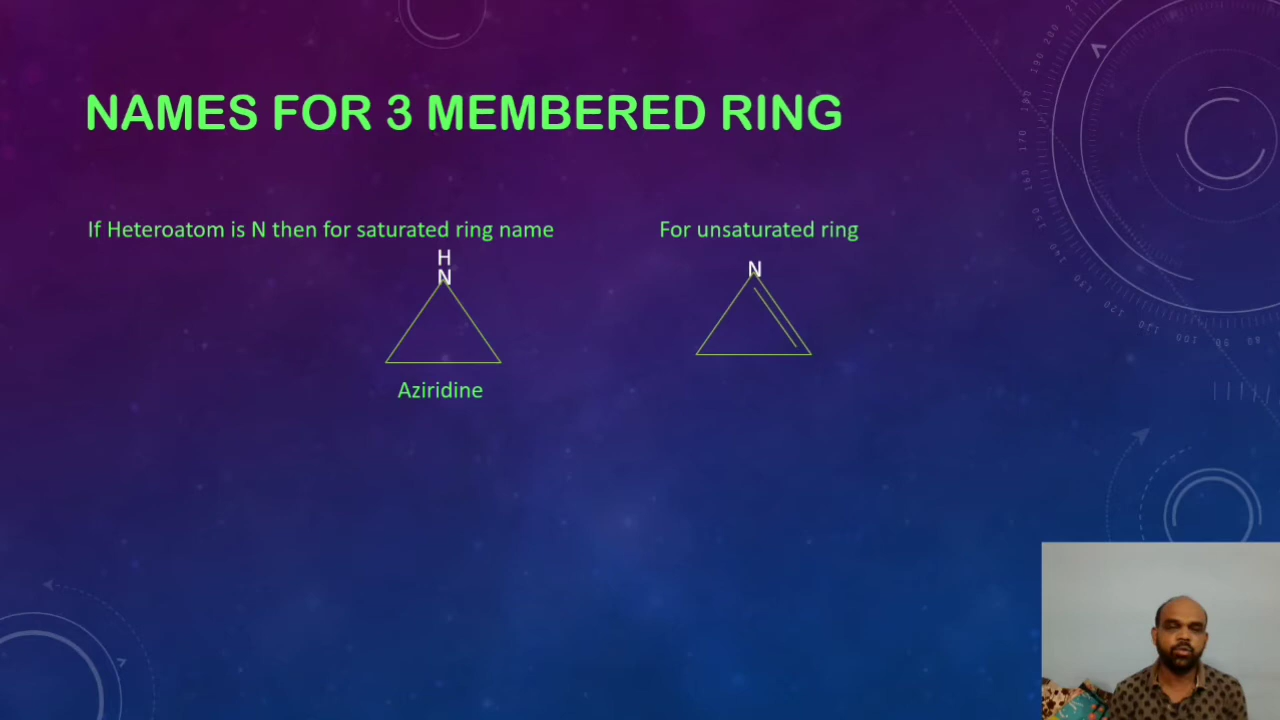 NAMES FOR 3 MEMBERED RING
If Heteroatom is N then for saturated ring name
For unsaturated ring
H
N
N
Aziridine